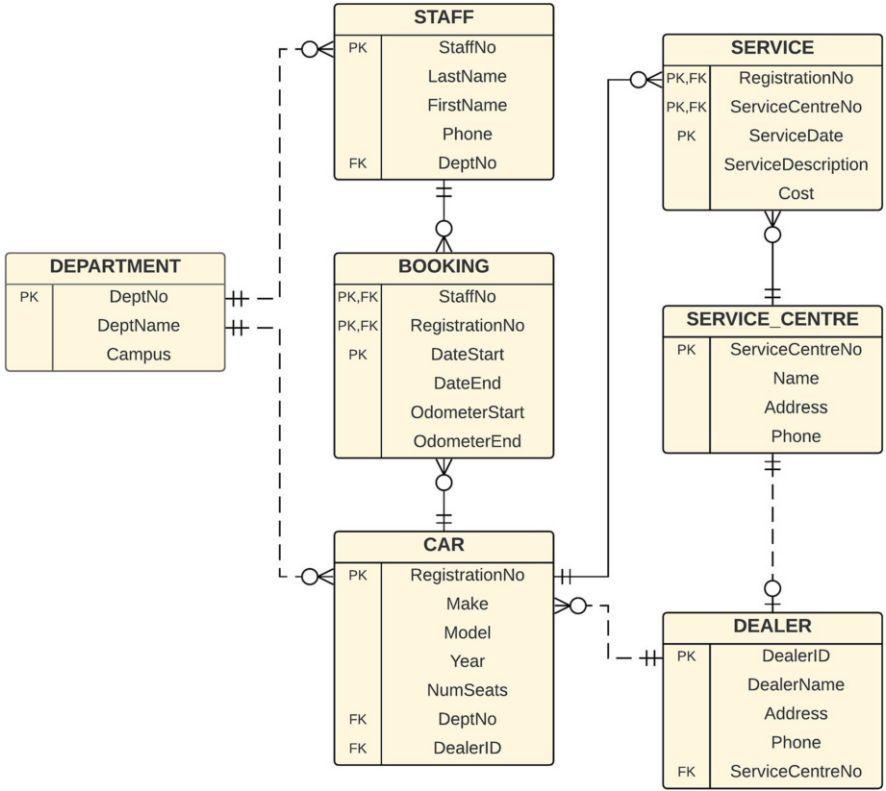 STAFF
PK StaffNo
LastName
FirstName
Phone
FK DeptNo
SERVICE
PK,FK RegistrationNo
PK,FK ServiceCentreNo
PK ServiceDate
ServiceDescription
Cost
DEPARTMENT
PK DeptNo
DeptName
Campus
BOOKING
PK,FK StaffNo
PK,FK RegistrationNo
PK DateStart
DateEnd
OdometerStart
OdometerEnd
SERVICE_CENTRE
PK ServiceCentreNo
Name
Address
Phone
CAR
PK RegistrationNo
Make
Model
Year
NumSeats
FK DeptNo
FK DealerID
DEALER
PK DealerID
DealerName
Address
Phone
FK ServiceCentreNo